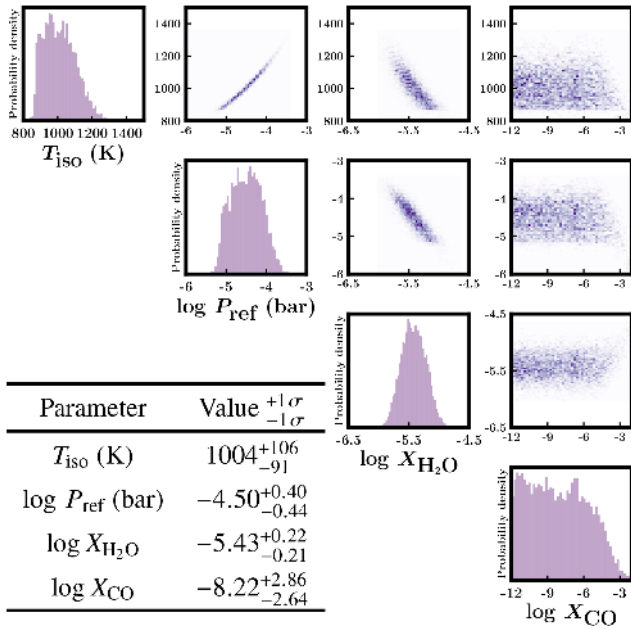 Probability density
1400
1200
1000
800
-6 -5 -4 -3
1400
1200
1000
800
-6.5 -5.5 -4.5
1400
1200
1000
800
-12 -9 -6 -3
800 1000 1200 1400
T_iso (K)
Probability density
-6 -5 -4 -3
log P_ref (bar)
-3
-4
-5
-6
-6.5 -5.5 -4.5
-3
-4
-5
-6
-12 -9 -6 -3
Probability density
-6.5 -5.5 -4.5
log X_H₂O
-4.5
-5.5
-6.5
-12 -9 -6 -3
Probability density
-12 -9 -6 -3
log X_CO
Parameter Value +1σ −1σ
T_iso (K) 1004 +106 −91
log P_ref (bar) −4.50 +0.40 −0.44
log X_H₂O −5.43 +0.22 −0.21
log X_CO −8.22 +2.86 −2.64